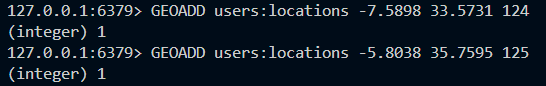 127.0.0.1:6379> GEOADD users:locations -7.5898 33.5731 124
(integer) 1
127.0.0.1:6379> GEOADD users:locations -5.8038 35.7595 125
(integer) 1